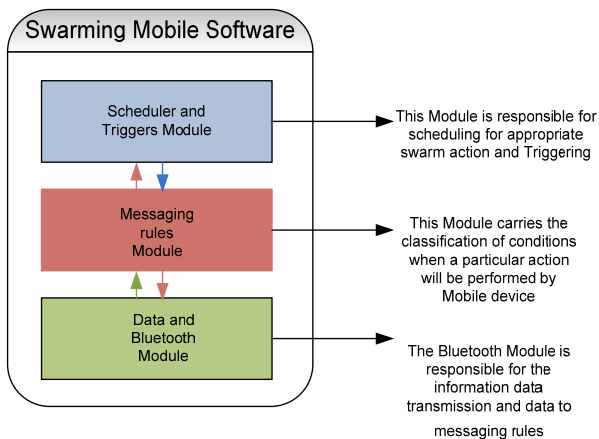 Swarming Mobile Software
Scheduler and
Triggers Module
This Module is responsible for
scheduling for appropriate
swarm action and Triggering
Messaging
rules
Module
This Module carries the
classification of conditions
when a particular action
will be performed by
Mobile device
Data and
Bluetooth
Module
The Bluetooth Module is
responsible for the
information data
transmission and data to
messaging rules